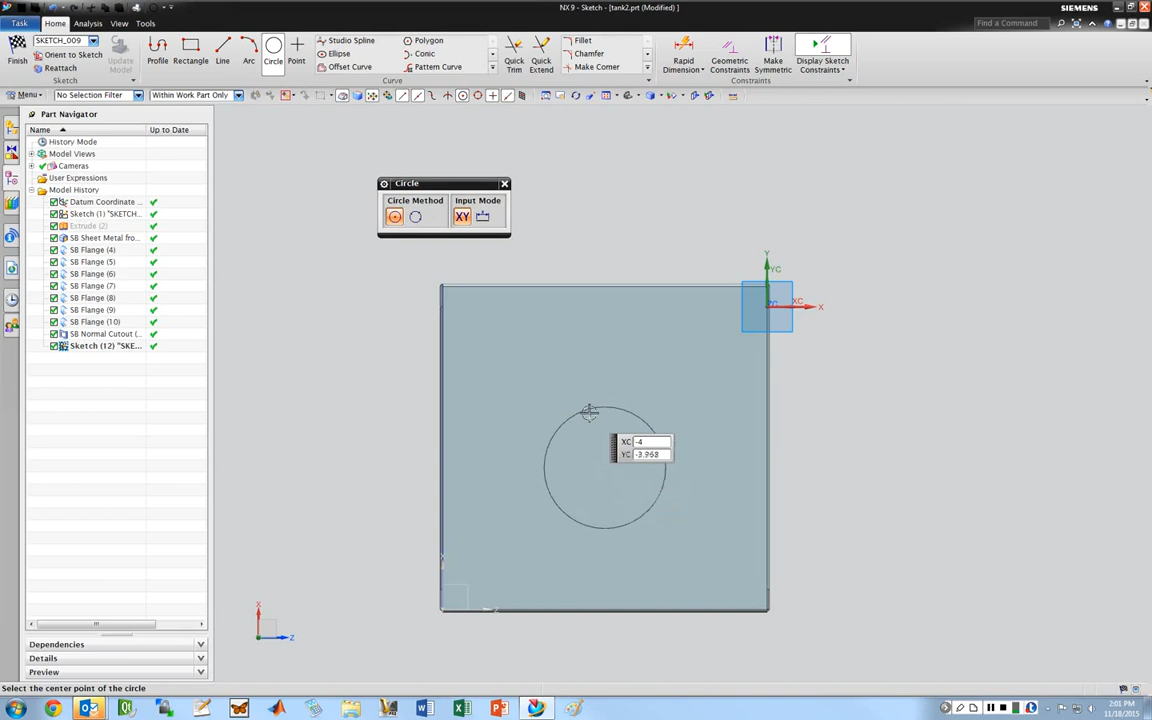 NX 9 - Sketch - [tank2.prt (Modified) ]
SIEMENS
Task
Home
Analysis
View
Tools
Find a Command
SKETCH_009
Finish
Orient to Sketch
Reattach
Update
Model
Sketch
Profile
Rectangle
Line
Arc
Circle
Point
Studio Spline
Ellipse
Offset Curve
Polygon
Conic
Pattern Curve
Curve
Quick
Trim
Quick
Extend
Fillet
Chamfer
Make Corner
Rapid
Dimension
Geometric
Constraints
Make
Symmetric
Display Sketch
Constraints
Constraints
Menu
No Selection Filter
Within Work Part Only
Part Navigator
Name
Up to Date
History Mode
Model Views
Cameras
User Expressions
Model History
Datum Coordinate ...
Sketch (1) "SKETCH...
Extrude (2)
SB Sheet Metal fro...
SB Flange (4)
SB Flange (5)
SB Flange (6)
SB Flange (7)
SB Flange (8)
SB Flange (9)
SB Flange (10)
SB Normal Cutout (...
Sketch (12) "SKE...
Dependencies
Details
Preview
Circle
Circle Method
Input Mode
XY
Y
YC
XC
X
XC -4
YC -3.968
X
Z
Select the center point of the circle
2:01 PM
11/18/2015